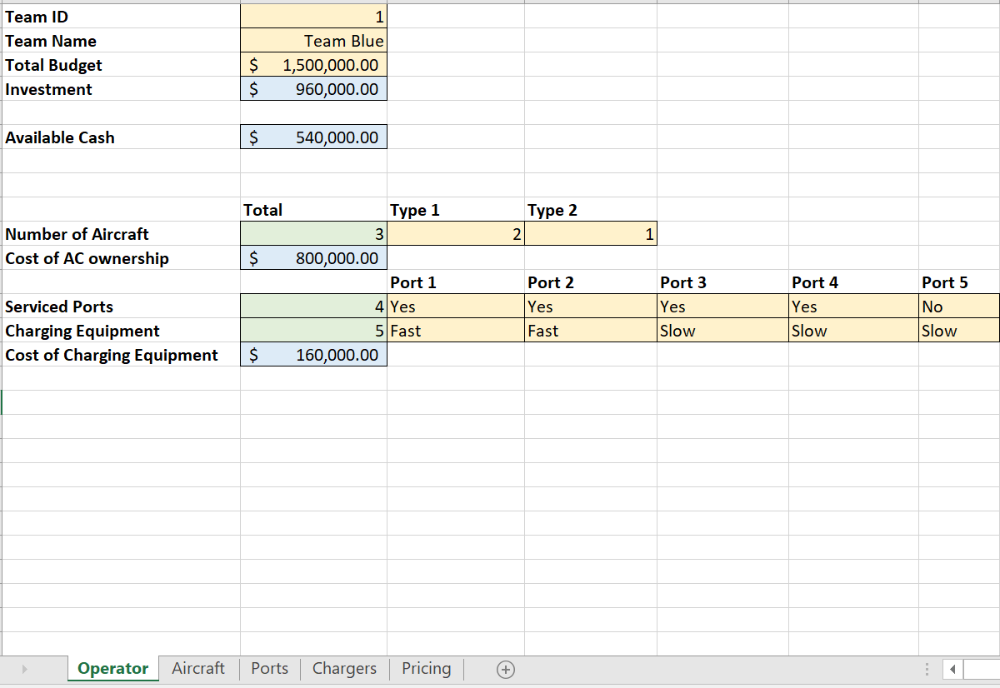 Team ID 1
Team Name Team Blue
Total Budget $ 1,500,000.00
Investment $ 960,000.00
Available Cash $ 540,000.00
Total Type 1 Type 2
Number of Aircraft 3 2 1
Cost of AC ownership $ 800,000.00
Port 1 Port 2 Port 3 Port 4 Port 5
Serviced Ports 4 Yes Yes Yes Yes No
Charging Equipment 5 Fast Fast Slow Slow Slow
Cost of Charging Equipment $ 160,000.00
Operator Aircraft Ports Chargers Pricing